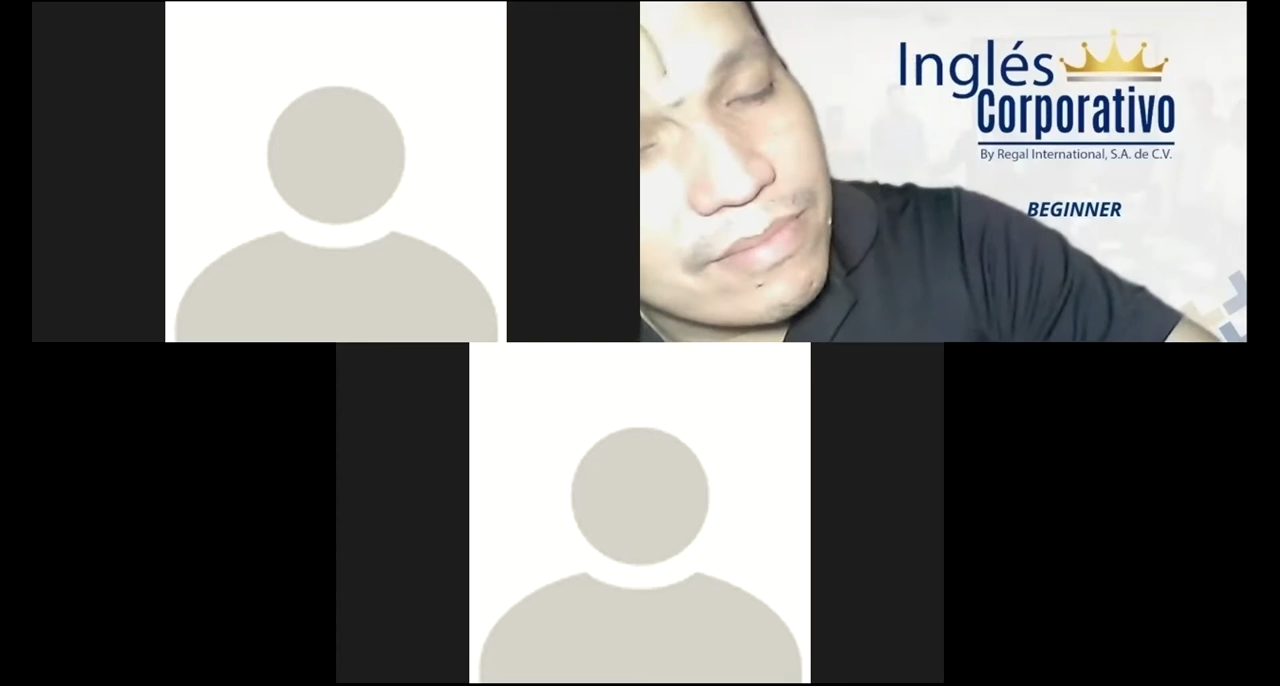 Inglés
Corporativo
By Regal International, S.A. de C.V.
BEGINNER